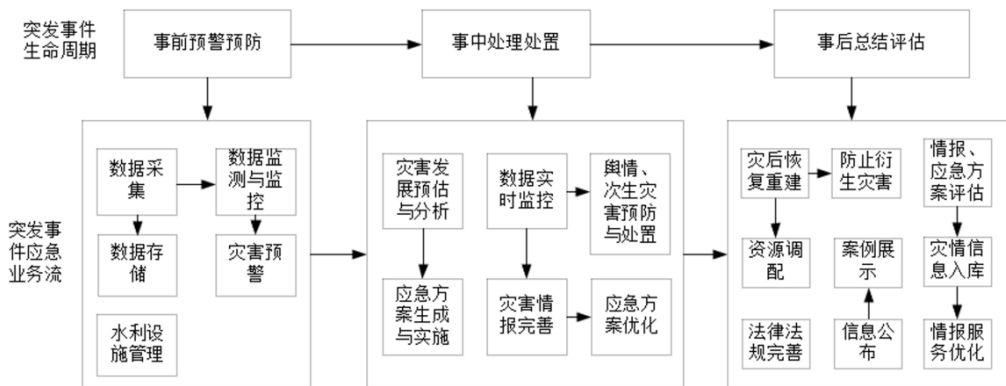 突发事件
生命周期
事前预警预防
事中处理处置
事后总结评估
突发事
件应急
业务流
数据采
集
数据监
测与监
控
数据存
储
灾害预
警
水利设
施管理
灾害发
展预估
与分析
数据实
时监控
舆情、
次生灾
害预防
与处置
应急方
案生成
与实施
灾害情
报完善
应急方
案优化
灾后恢
复重建
防止衍
生灾害
情报、
应急方
案评估
资源调
配
案例展
示
灾情信
息入库
法律法
规完善
信息公
布
情报服
务优化